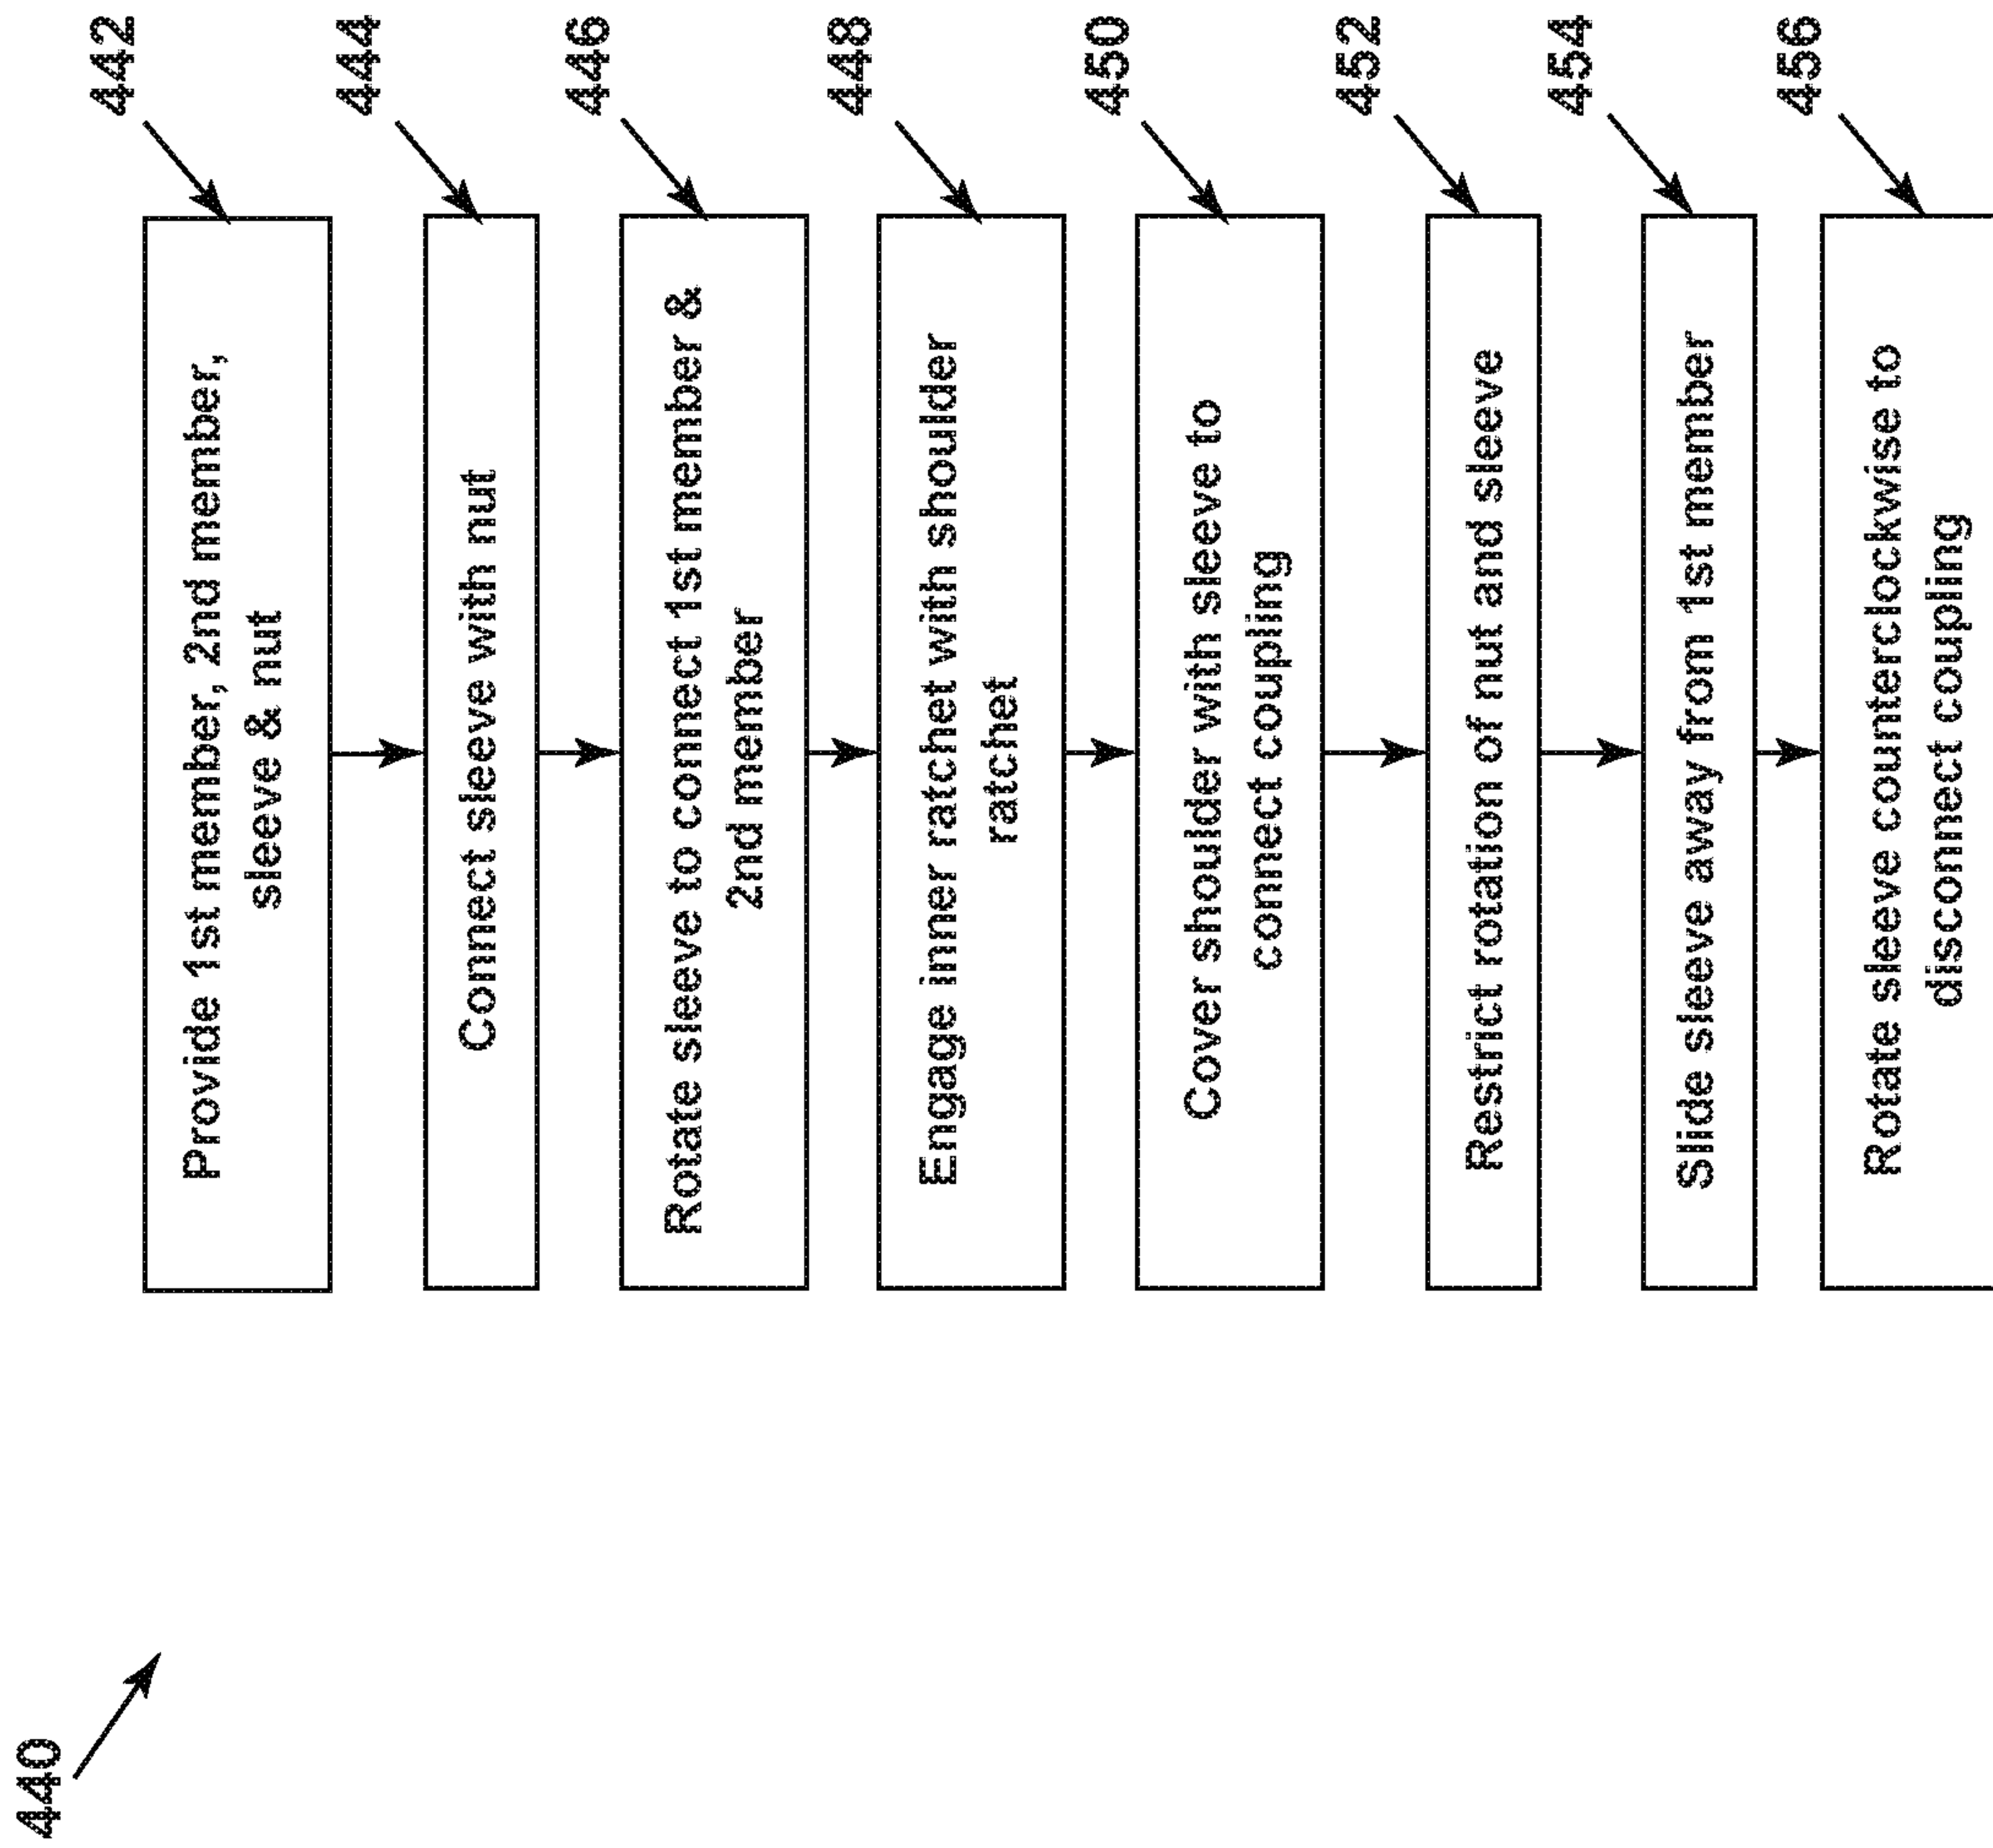 440
442
Provide 1st member, 2nd member,
sleeve & nut
444
Connect sleeve with nut
446
Rotate sleeve to connect 1st member &
2nd member
448
Engage inner ratchet with shoulder
ratchet
450
Cover shoulder with sleeve to
connect coupling
452
Restrict rotation of nut and sleeve
454
Slide sleeve away from 1st member
456
Rotate sleeve counterclockwise to
disconnect coupling